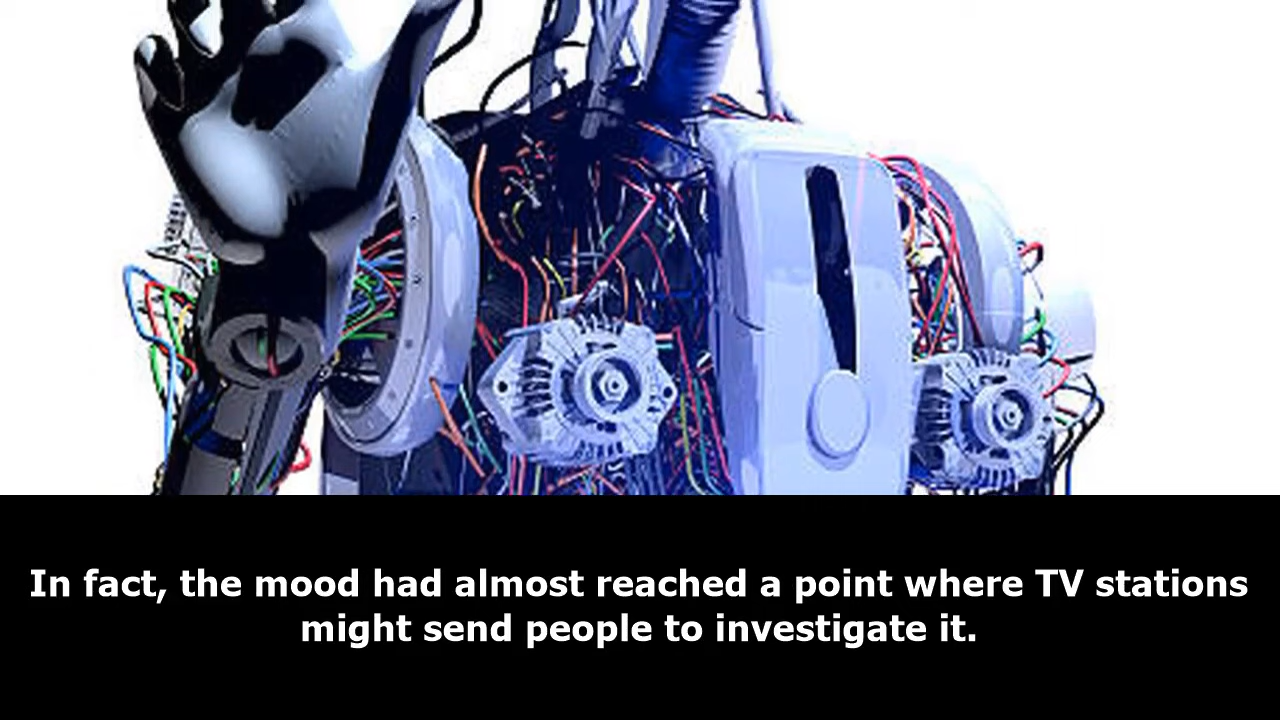 In fact, the mood had almost reached a point where TV stations
might send people to investigate it.